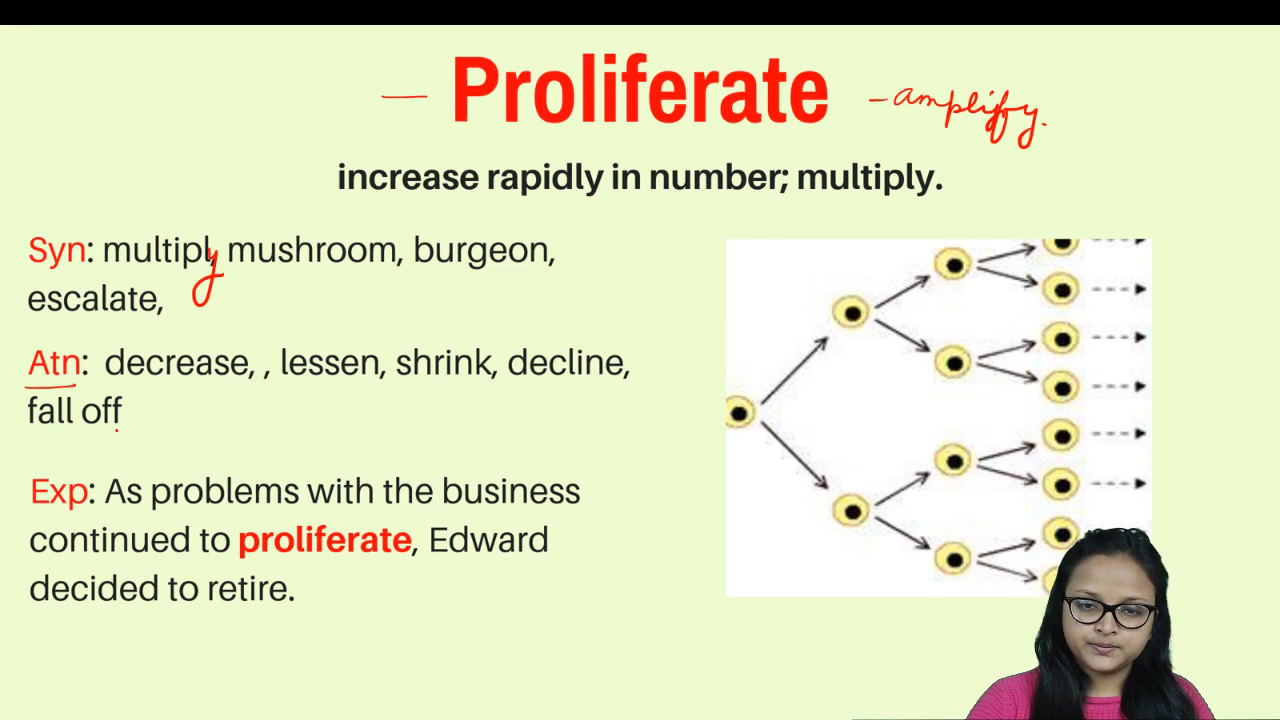 Proliferate - amplify.
increase rapidly in number; multiply.
Syn: multiply, mushroom, burgeon,
escalate,
Atn: decrease, , lessen, shrink, decline,
fall off
Exp: As problems with the business
continued to proliferate, Edward
decided to retire.